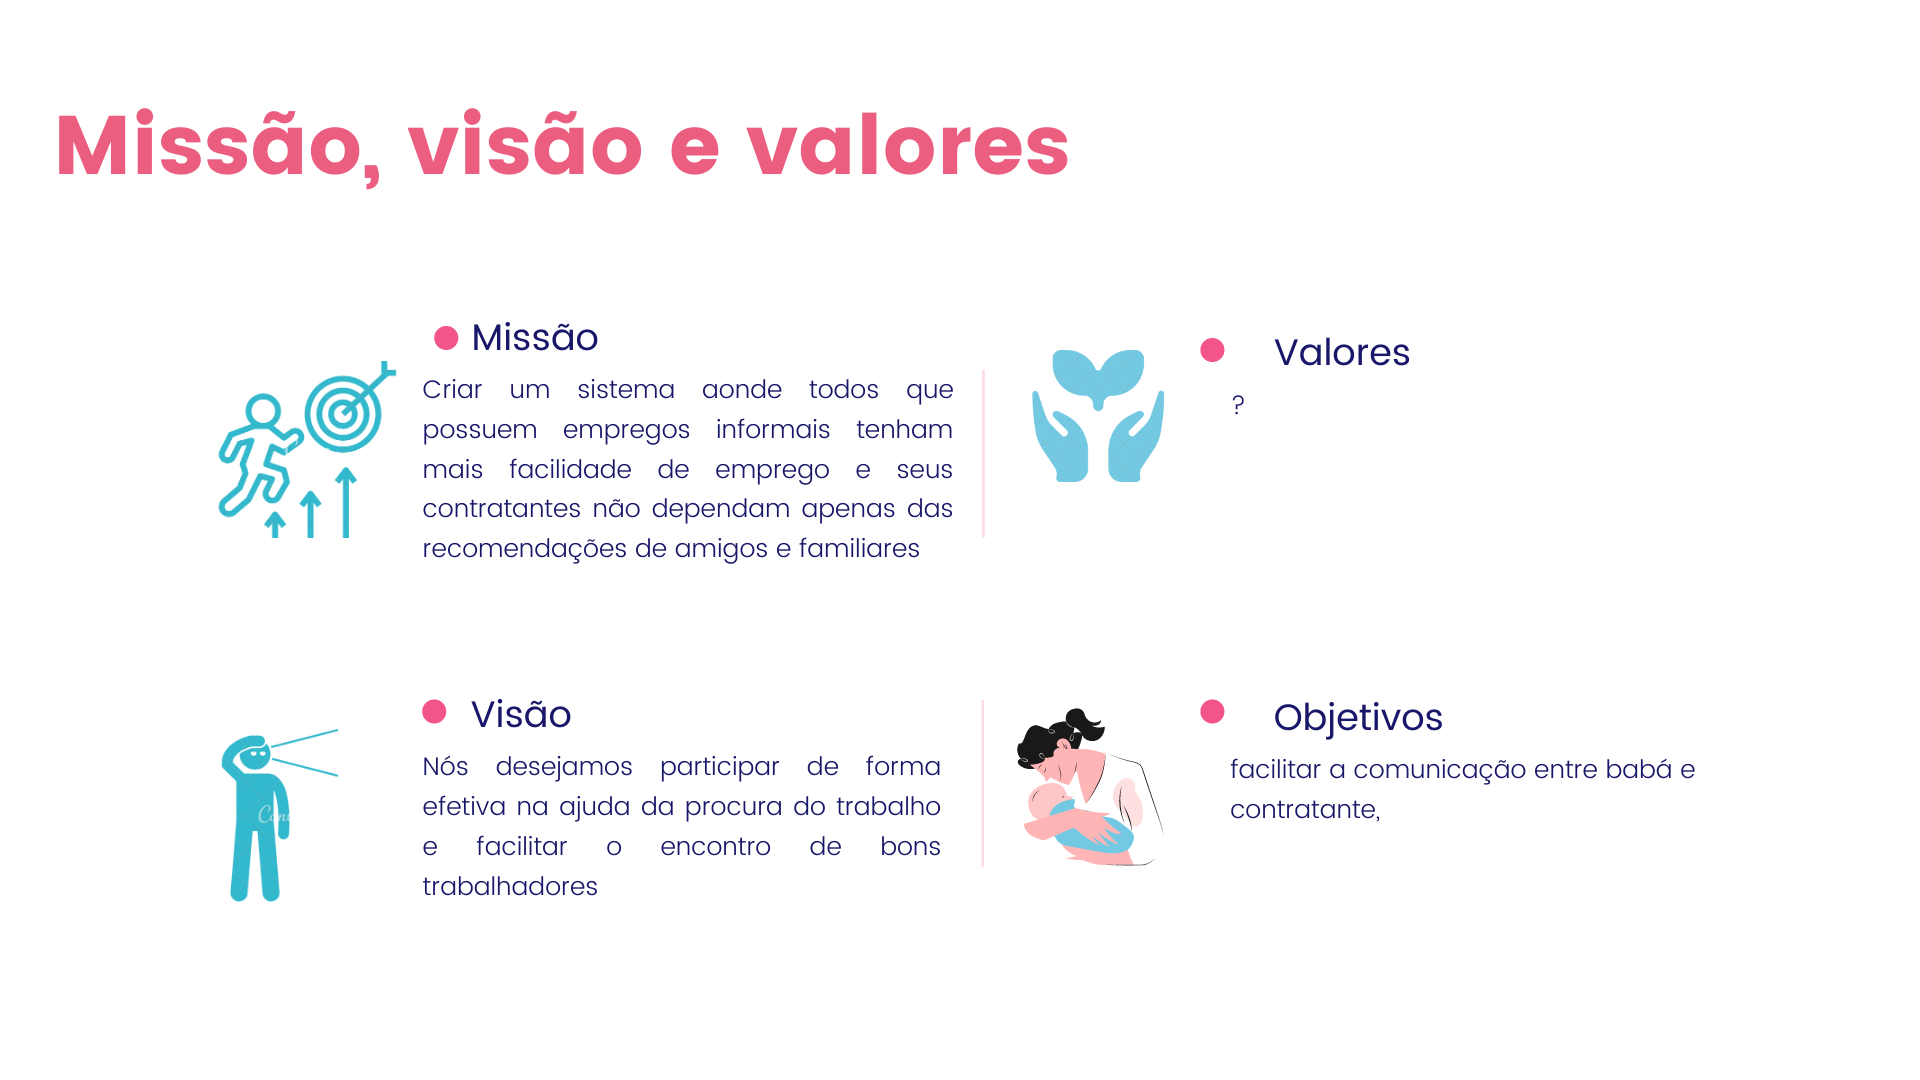 Missão, visão e valores
Missão
Criar um sistema aonde todos que
possuem empregos informais tenham
mais facilidade de emprego e seus
contratantes não dependam apenas das
recomendações de amigos e familiares
Valores
?
Visão
Nós desejamos participar de forma
efetiva na ajuda da procura do trabalho
e facilitar o encontro de bons
trabalhadores
Objetivos
facilitar a comunicação entre babá e
contratante,